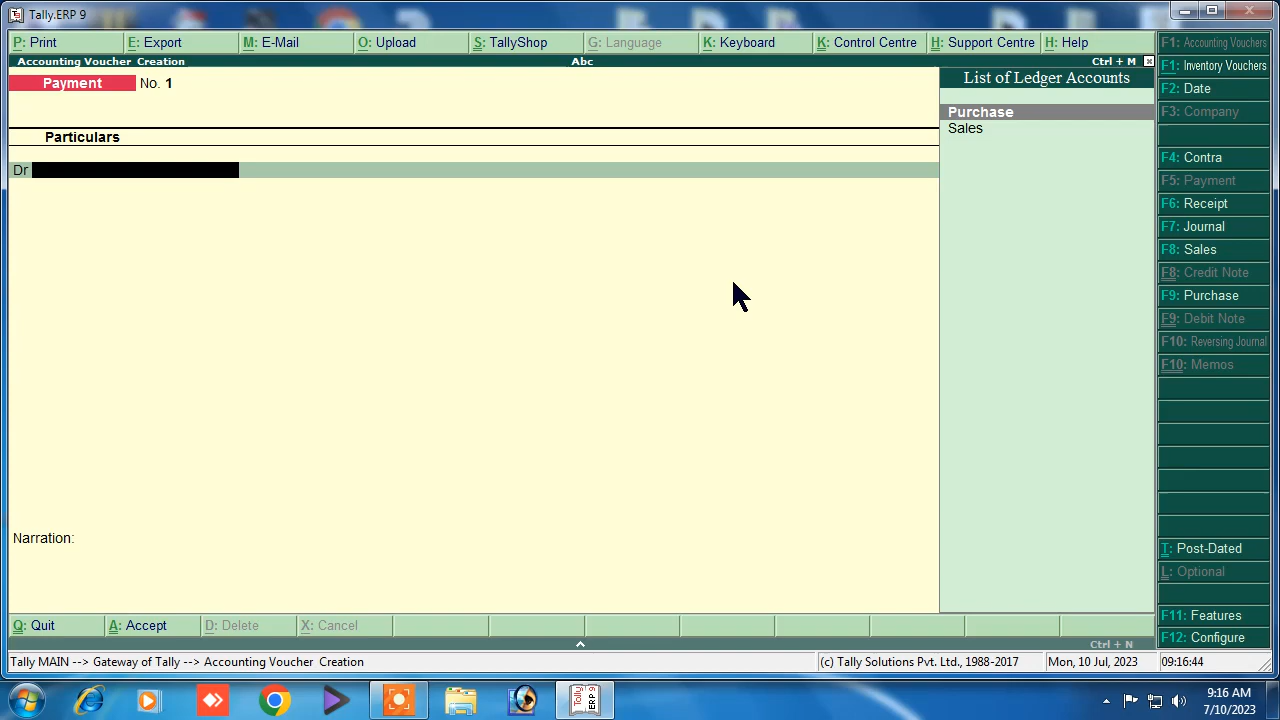 Tally.ERP 9
P: Print E: Export M: E-Mail O: Upload S: TallyShop G: Language K: Keyboard K: Control Centre H: Support Centre H: Help
Accounting Voucher Creation Abc Ctrl + M
Payment No. 1
Particulars
Dr
Narration:
List of Ledger Accounts
Purchase
Sales
F1: Accounting Vouchers
F1: Inventory Vouchers
F2: Date
F3: Company
F4: Contra
F5: Payment
F6: Receipt
F7: Journal
F8: Sales
F8: Credit Note
F9: Purchase
F9: Debit Note
F10: Reversing Journal
F10: Memos
T: Post-Dated
L: Optional
F11: Features
F12: Configure
Q: Quit A: Accept D: Delete X: Cancel
Ctrl + N
Tally MAIN --> Gateway of Tally --> Accounting Voucher Creation (c) Tally Solutions Pvt. Ltd., 1988-2017 Mon, 10 Jul, 2023 09:16:44
9:16 AM
7/10/2023